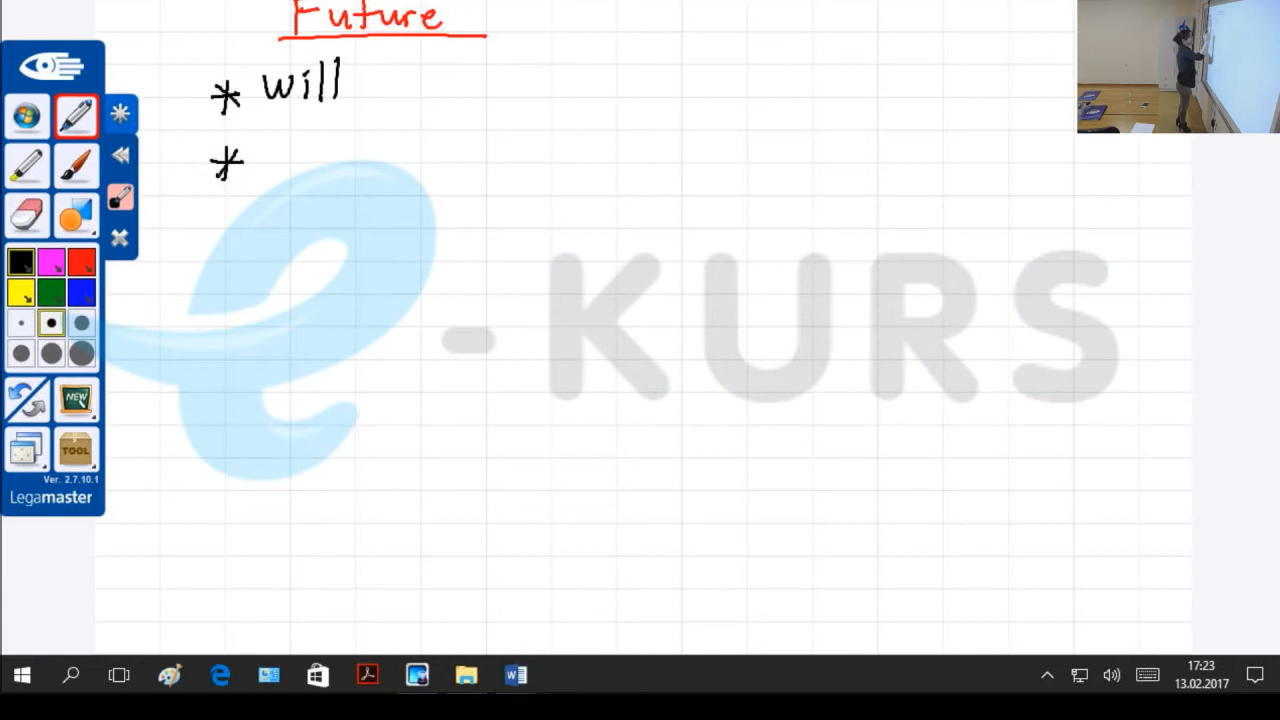 Future
* will
*
e-KURS
NEW
TOOL
Ver. 2.7.10.1
Legamaster
17:23
13.02.2017